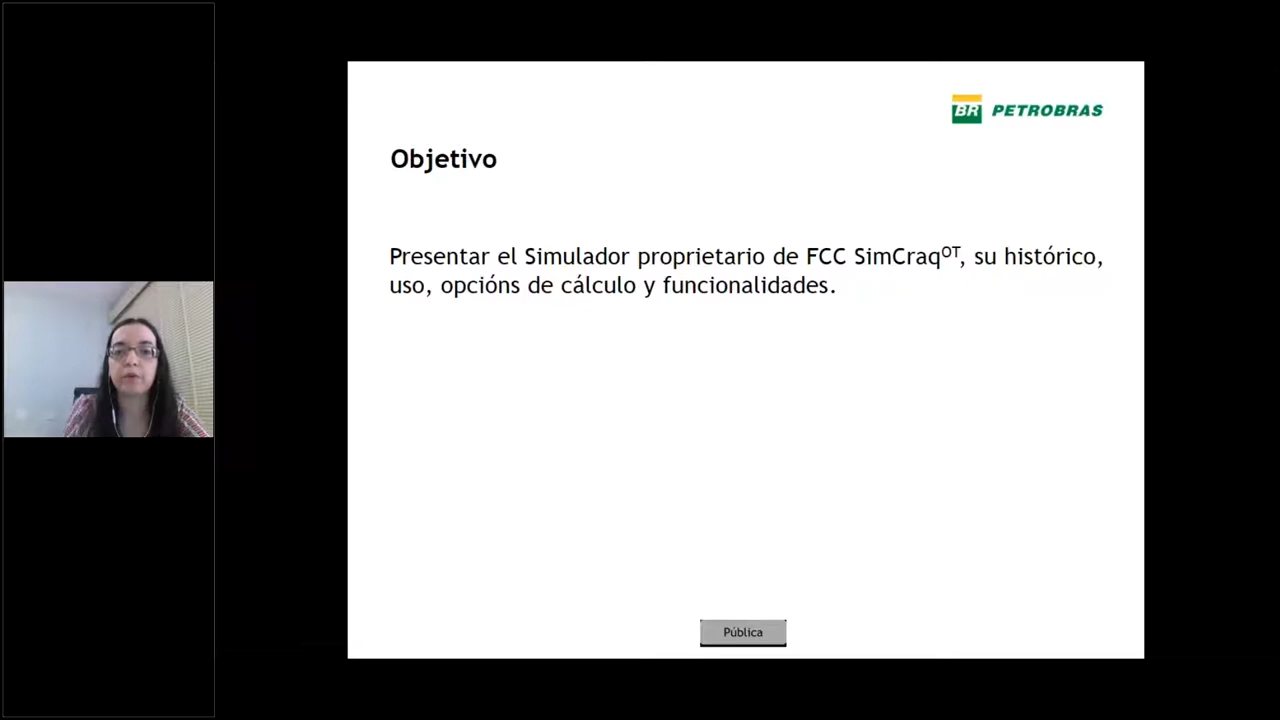 BR PETROBRAS
Objetivo
Presentar el Simulador proprietario de FCC SimCraqᴼᵀ, su histórico,
uso, opcións de cálculo y funcionalidades.
Pública